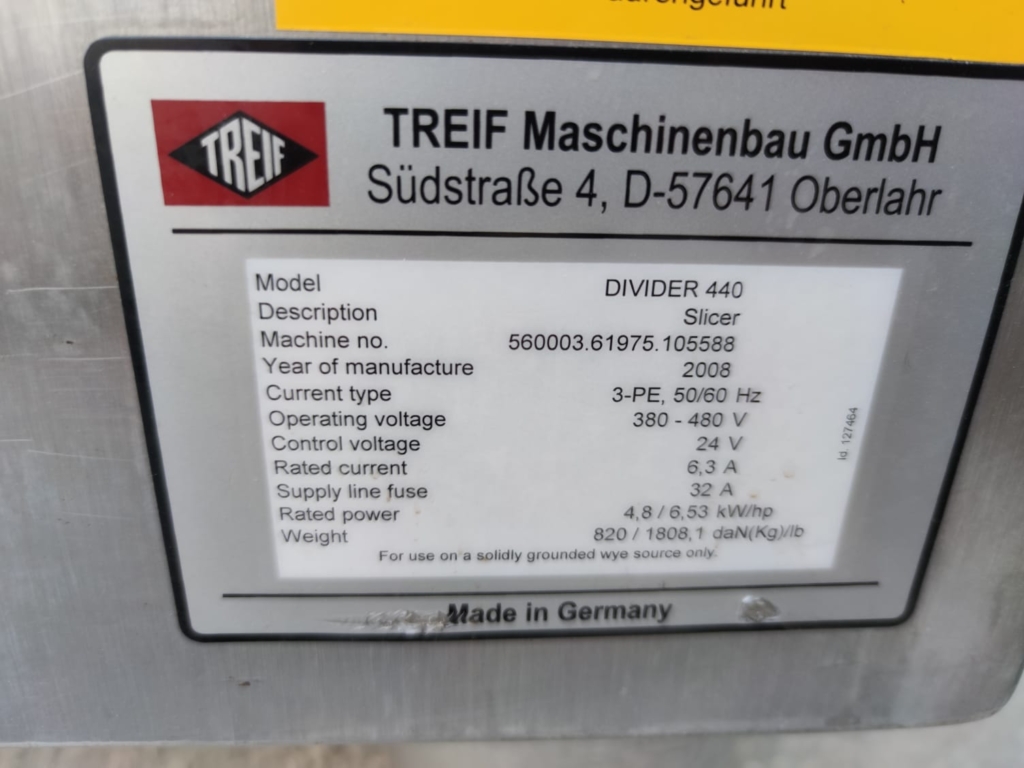 TREIF
TREIF Maschinenbau GmbH
Südstraße 4, D-57641 Oberlahr
Model DIVIDER 440
Description Slicer
Machine no. 560003.61975.105588
Year of manufacture 2008
Current type 3-PE, 50/60 Hz
Operating voltage 380 - 480 V
Control voltage 24 V
Rated current 6,3 A
Supply line fuse 32 A
Rated power 4,8 / 6,53 kW/hp
Weight 820 / 1808,1 daN(Kg)/lb
For use on a solidly grounded wye source only.
Id. 127464
Made in Germany